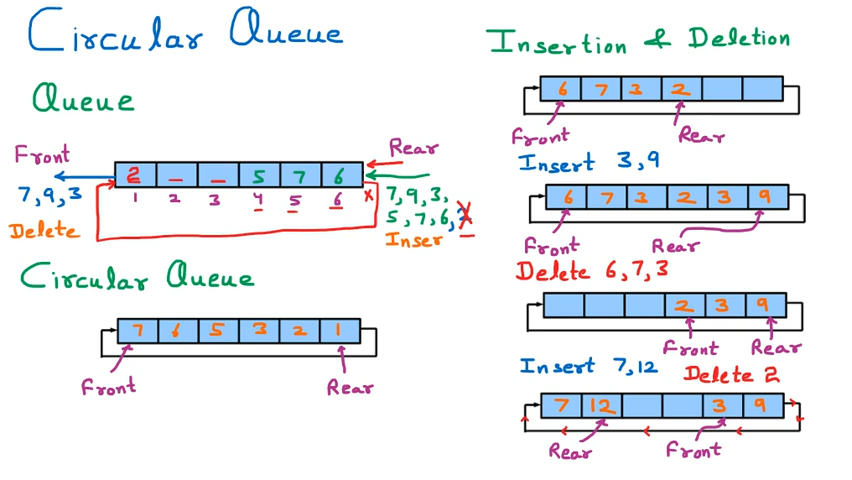 Circular Queue
Queue
Front
Rear
2 _ _ 5 7 6
1 2 3 4 5 6 x
7,9,3
Delete
7,9,3,
5,7,6,2
Inser
Circular Queue
7 6 5 3 2 1
Front
Rear
Insertion & Deletion
6 7 3 2
Front
Rear
Insert 3,9
6 7 3 2 3 9
Front
Rear
Delete 6,7,3
2 3 9
Front
Rear
Insert 7,12
Delete 2
7 12 3 9
Rear
Front